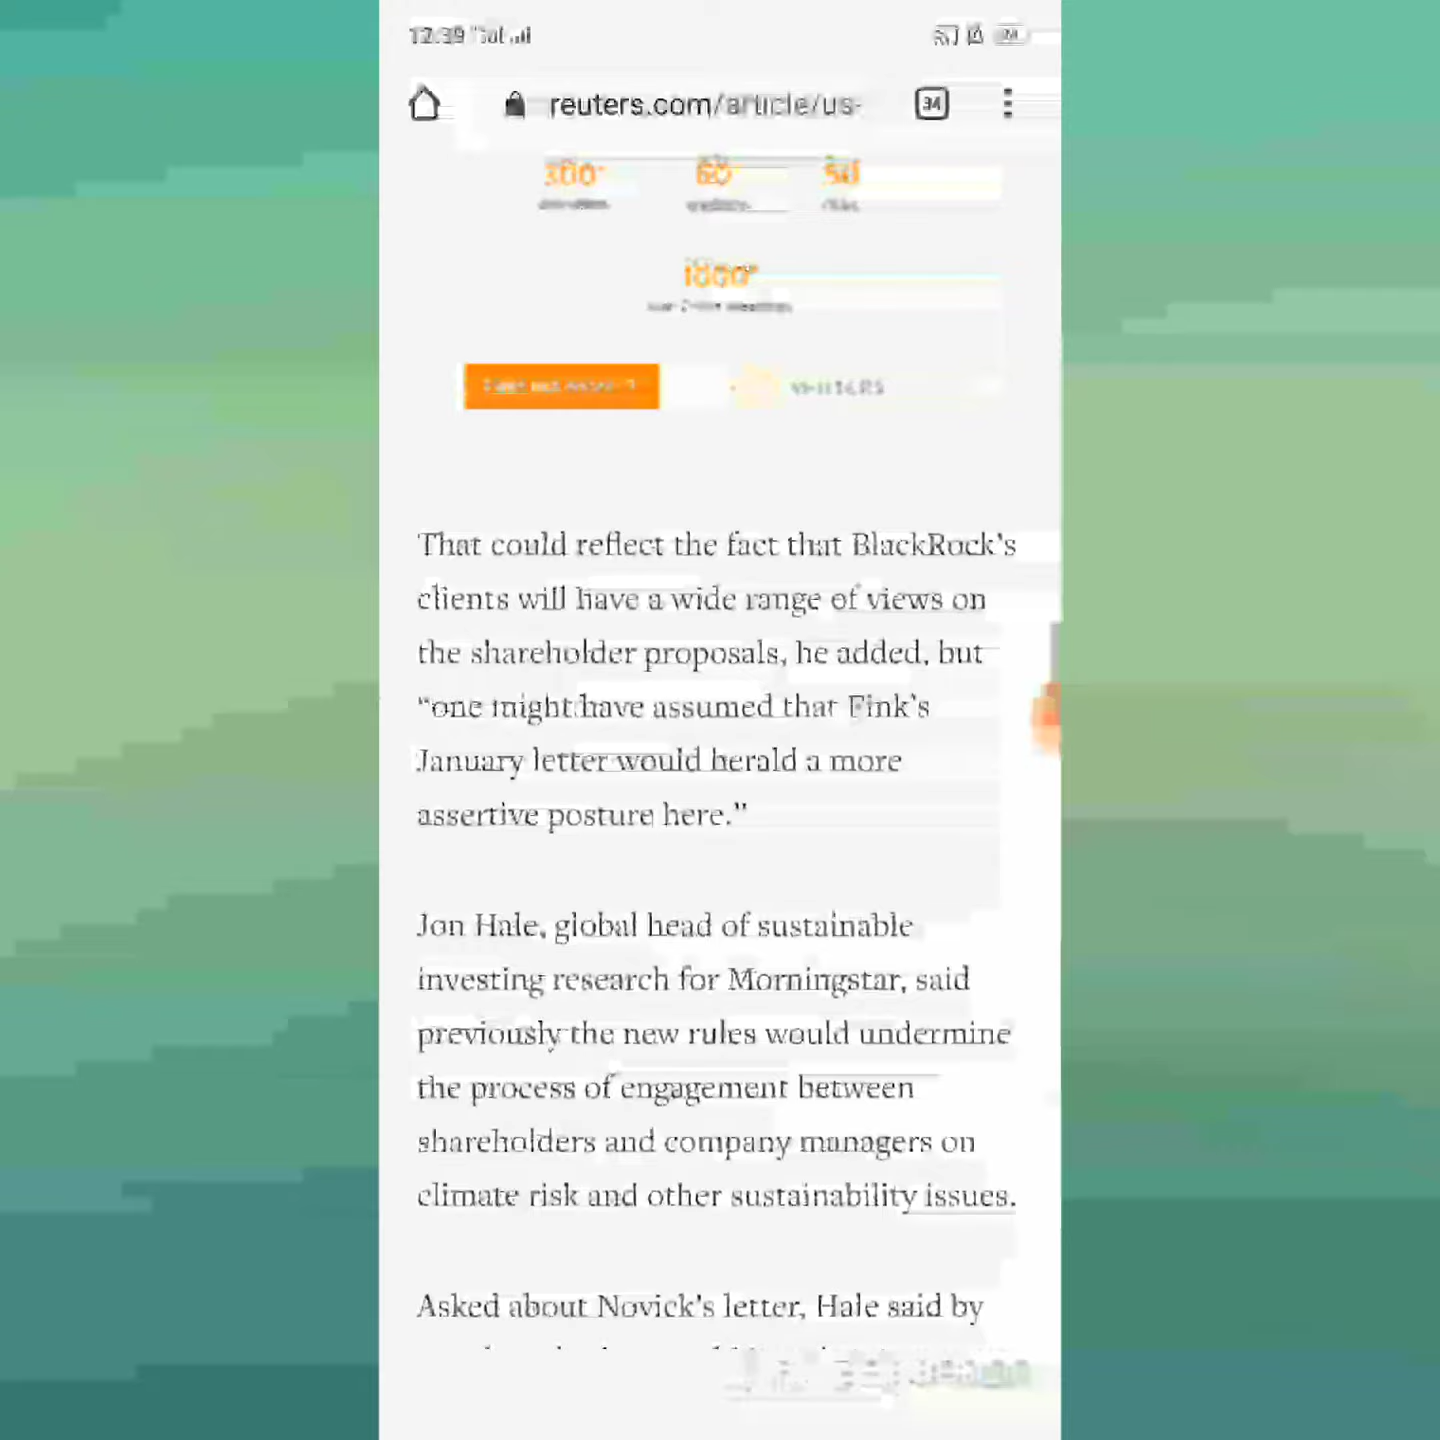 12:39
reuters.com/article/us-
34
300+
60
50
1000+
That could reflect the fact that BlackRock's
clients will have a wide range of views on
the shareholder proposals, he added, but
“one might have assumed that Fink's
January letter would herald a more
assertive posture here.”
Jon Hale, global head of sustainable
investing research for Morningstar, said
previously the new rules would undermine
the process of engagement between
shareholders and company managers on
climate risk and other sustainability issues.
Asked about Novick's letter, Hale said by